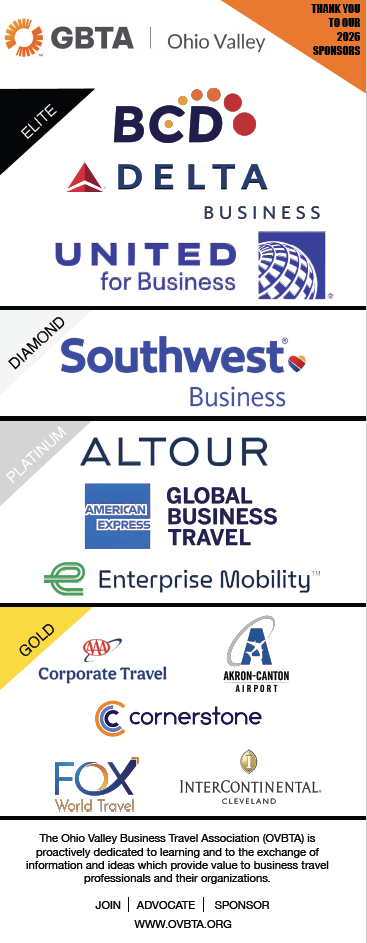 GBTA | Ohio Valley
THANK YOU
TO OUR
2026
SPONSORS
ELITE
BCD
DELTA
BUSINESS
UNITED
for Business
DIAMOND
Southwest®
Business
PLATINUM
ALTOUR
AMERICAN
EXPRESS
GLOBAL
BUSINESS
TRAVEL
Enterprise Mobility™
GOLD
AAA
Corporate Travel
AKRON-CANTON
AIRPORT
cornerstone
FOX
World Travel
INTERCONTINENTAL®
CLEVELAND
The Ohio Valley Business Travel Association (OVBTA) is
proactively dedicated to learning and to the exchange of
information and ideas which provide value to business travel
professionals and their organizations.
JOIN | ADVOCATE | SPONSOR
WWW.OVBTA.ORG